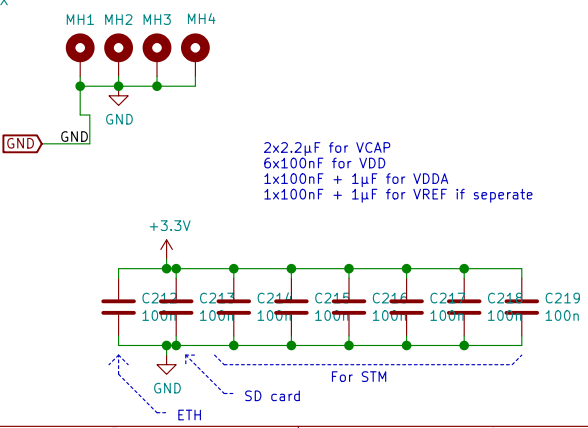 MH1 MH2 MH3 MH4
GND
GND GND
2x2.2µF for VCAP
6x100nF for VDD
1x100nF + 1µF for VDDA
1x100nF + 1µF for VREF if seperate
+3.3V
C212 C213 C214 C215 C216 C217 C218 C219
100n 100n 100n 100n 100n 100n 100n 100n
For STM
GND
SD card
ETH